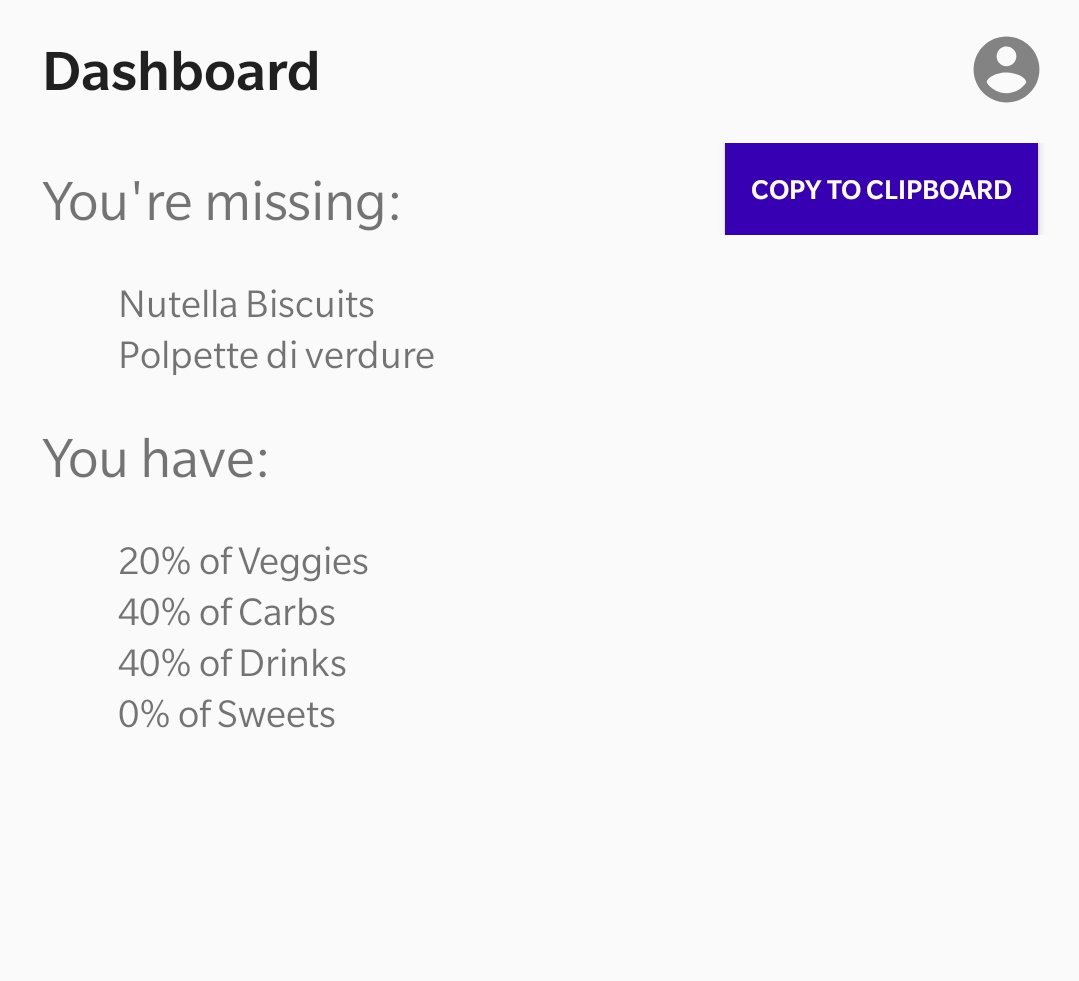 Dashboard
You're missing:
COPY TO CLIPBOARD
Nutella Biscuits
Polpette di verdure
You have:
20% of Veggies
40% of Carbs
40% of Drinks
0% of Sweets